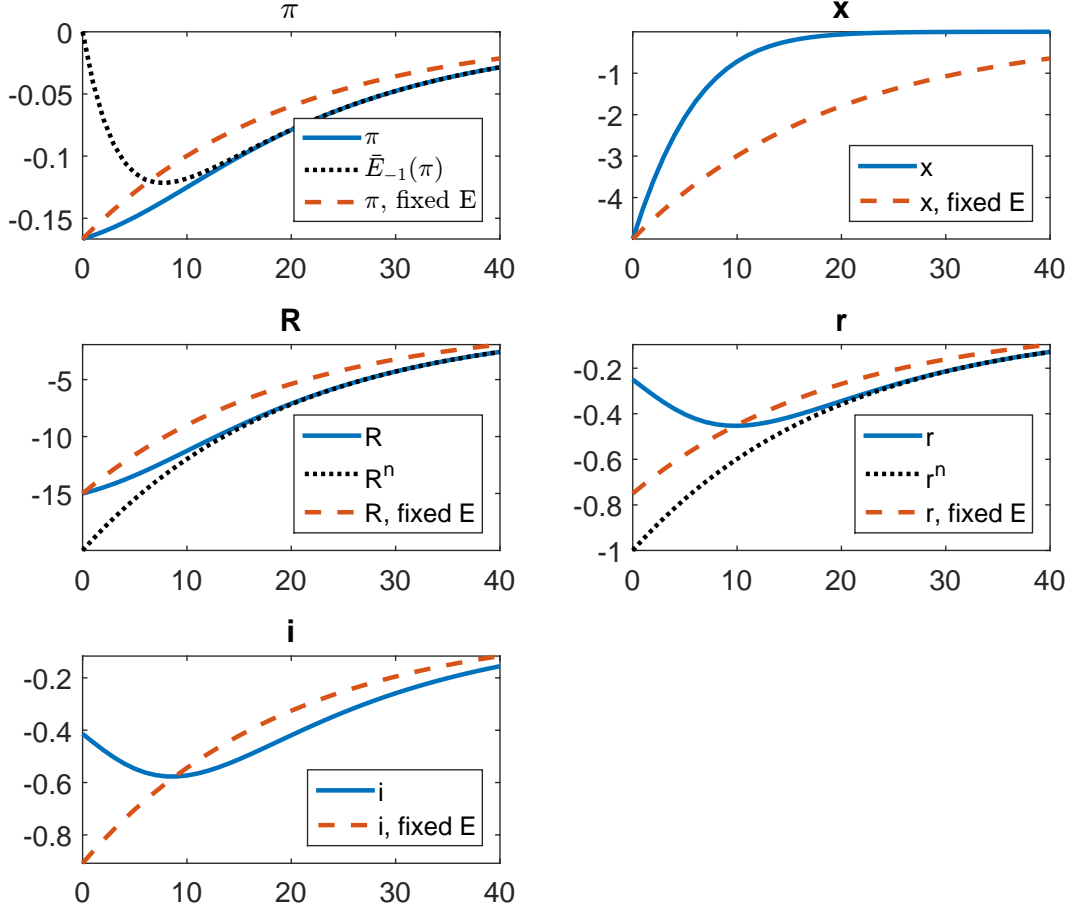 π
0
-0.05
-0.1
-0.15
0 10 20 30 40
π
Ē₋₁(π)
π, fixed E
x
-1
-2
-3
-4
0 10 20 30 40
x
x, fixed E
R
-5
-10
-15
0 10 20 30 40
R
Rⁿ
R, fixed E
r
-0.2
-0.4
-0.6
-0.8
-1
0 10 20 30 40
r
rⁿ
r, fixed E
i
-0.2
-0.4
-0.6
-0.8
0 10 20 30 40
i
i, fixed E